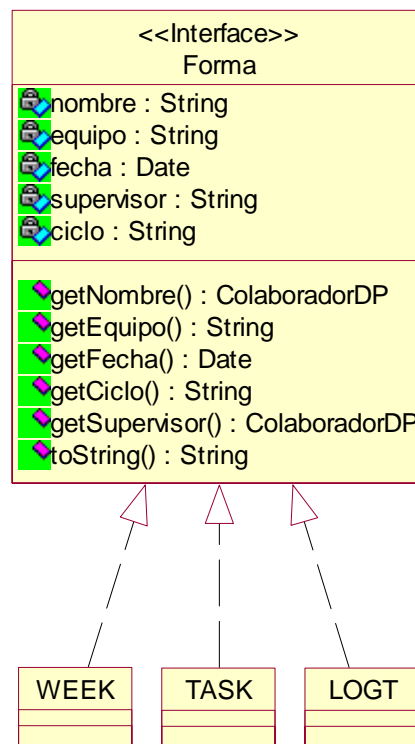 <<Interface>>
Forma
nombre : String
equipo : String
fecha : Date
supervisor : String
ciclo : String
getNombre() : ColaboradorDP
getEquipo() : String
getFecha() : Date
getCiclo() : String
getSupervisor() : ColaboradorDP
toString() : String
WEEK TASK LOGT